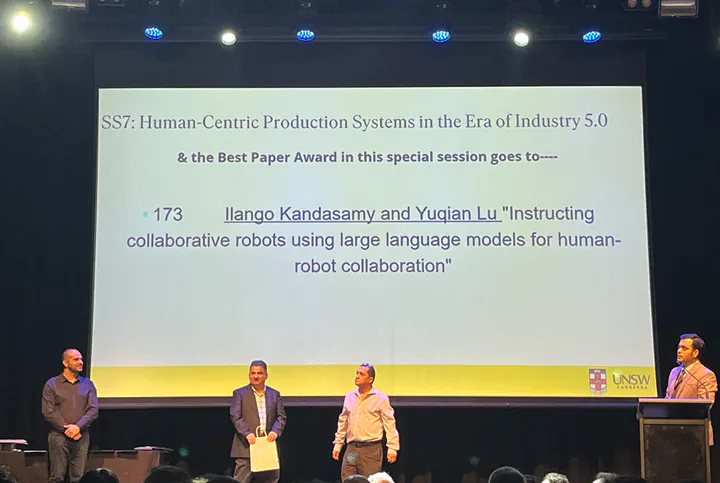 SS7: Human-Centric Production Systems in the Era of Industry 5.0
& the Best Paper Award in this special session goes to----
• 173 Ilango Kandasamy and Yuqian Lu "Instructing
collaborative robots using large language models for human-
robot collaboration"
UNSW
CANBERRA